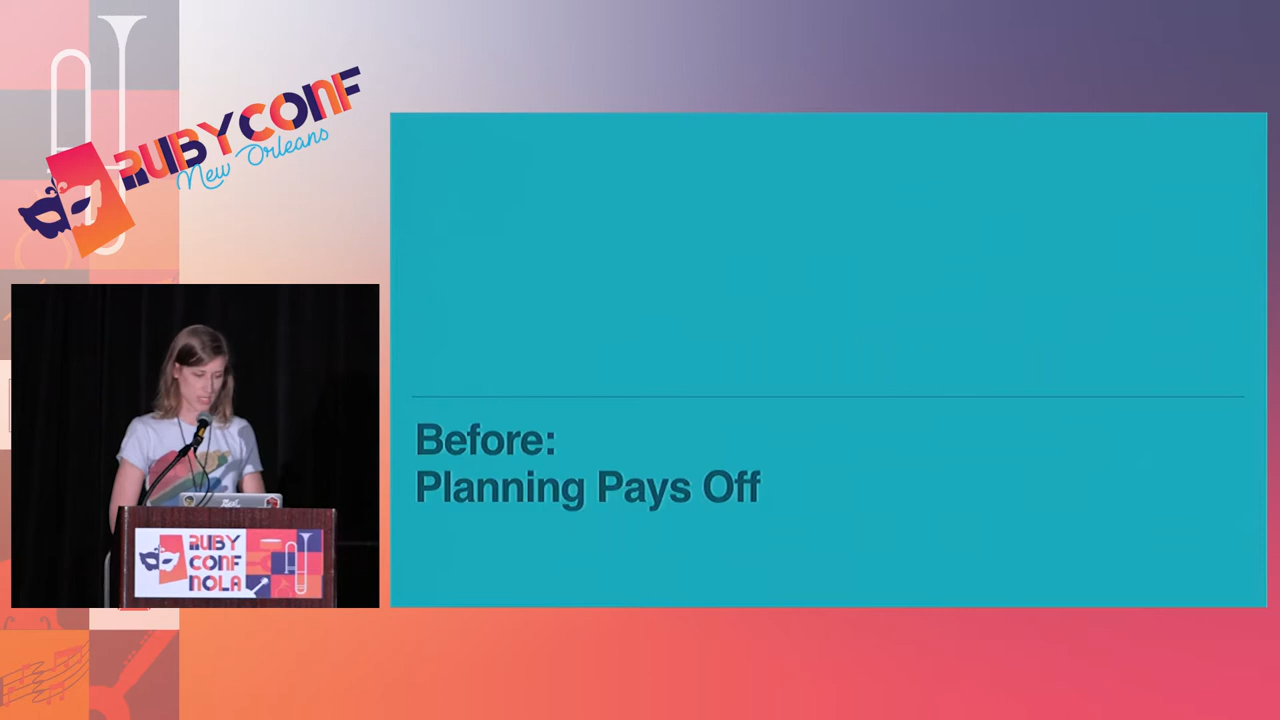 RUBYCONF
New Orleans
Before:
Planning Pays Off
RUBY
CONF
NOLA